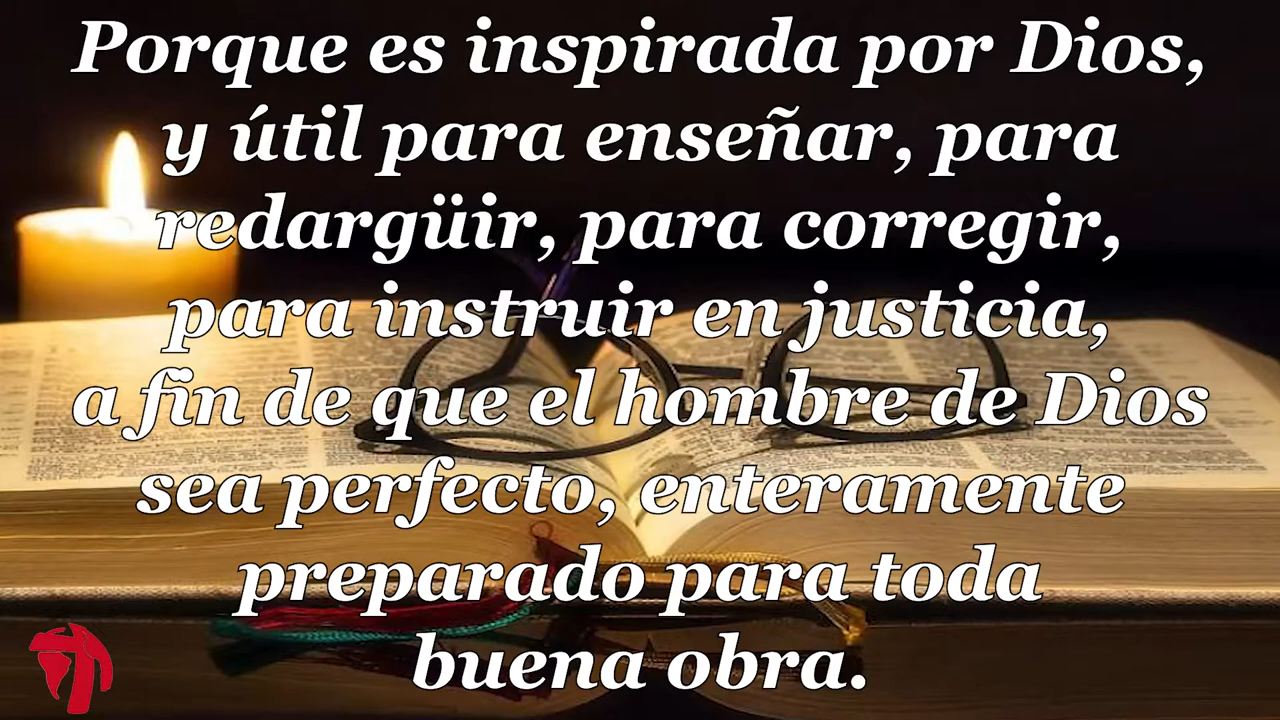 Porque es inspirada por Dios,
y útil para enseñar, para
redargüir, para corregir,
para instruir en justicia,
a fin de que el hombre de Dios
sea perfecto, enteramente
preparado para toda
buena obra.